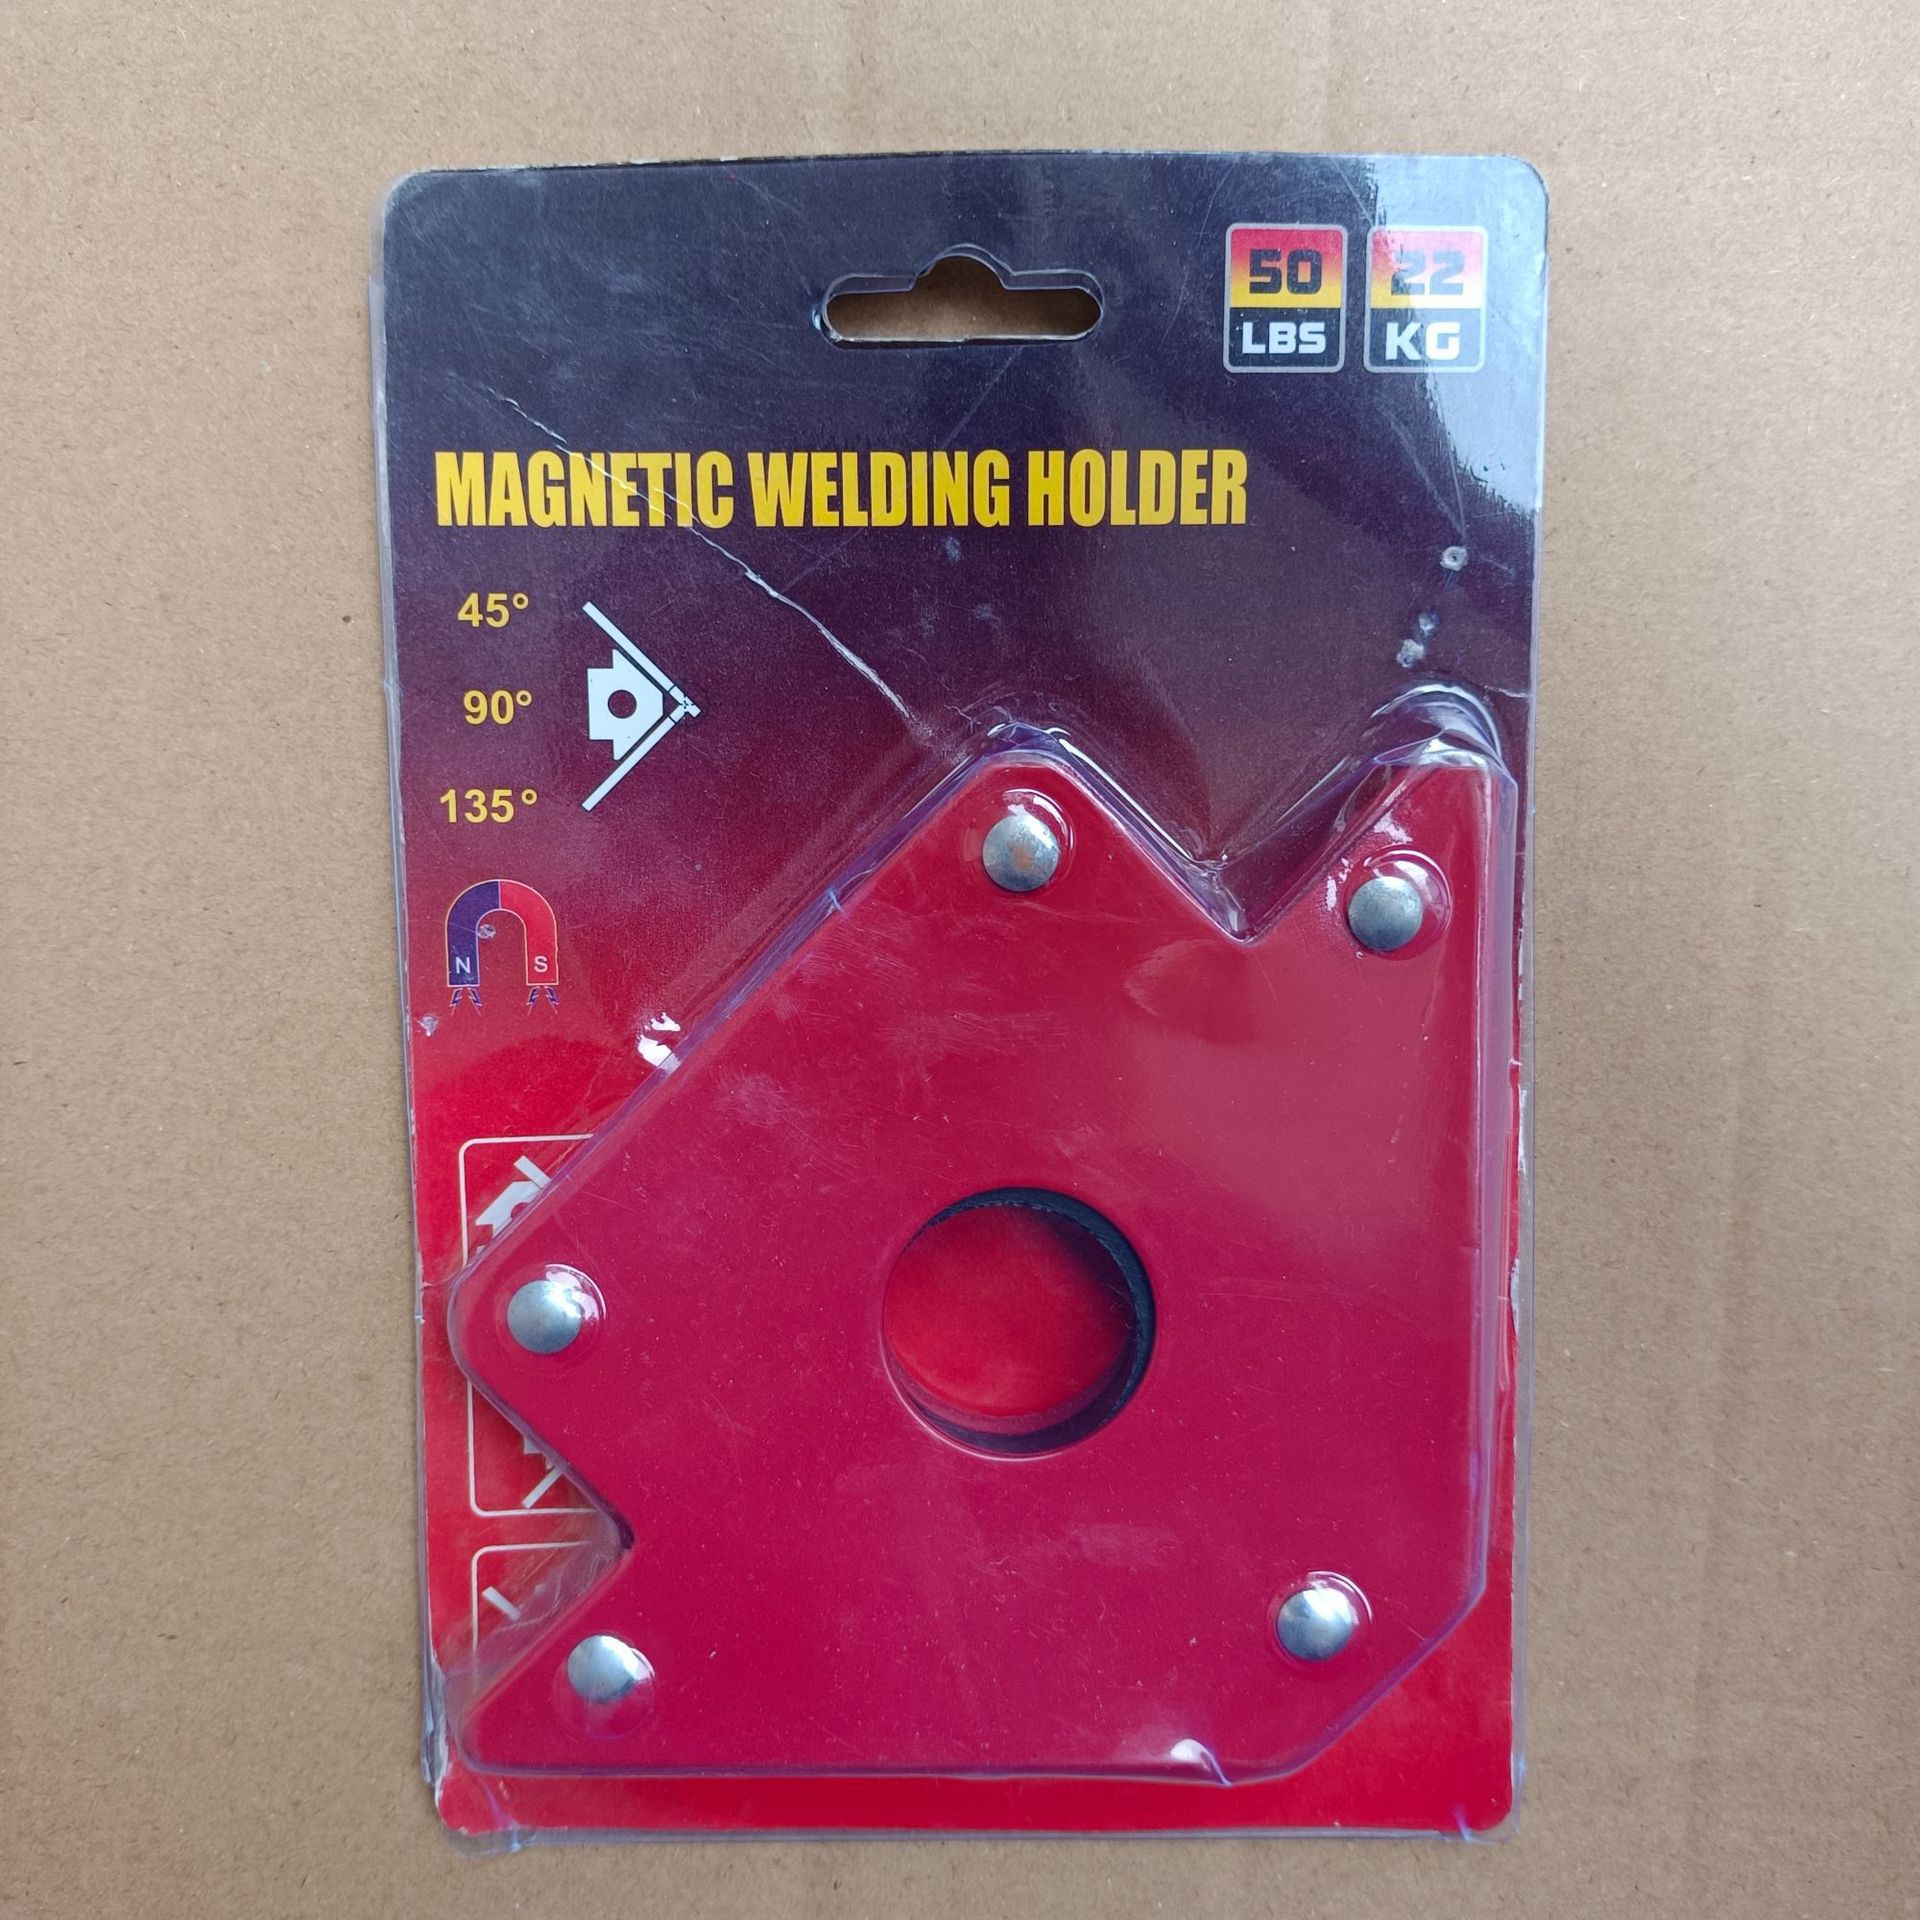 50
LBS
22
KG
MAGNETIC WELDING HOLDER
45°
90°
135°
N S